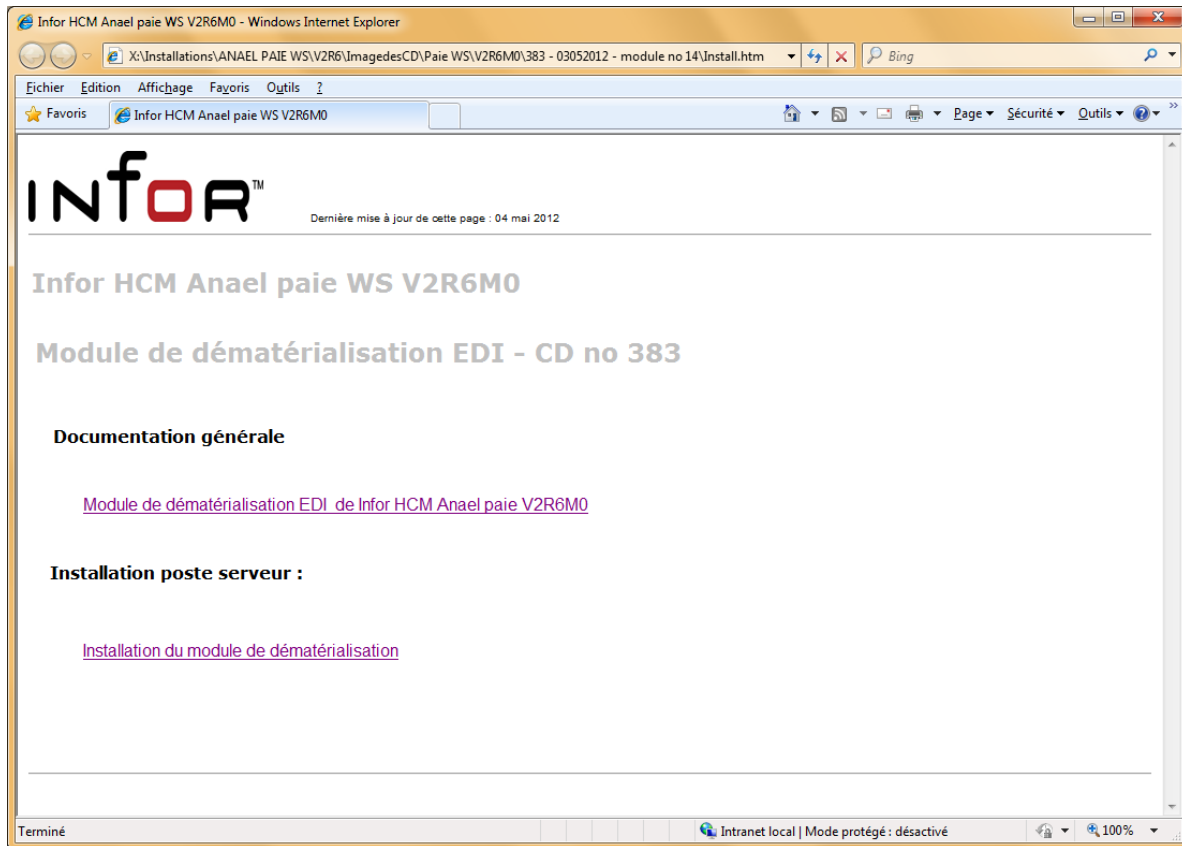 Infor HCM Anael paie WS V2R6M0 - Windows Internet Explorer
X:\Installations\ANAEL PAIE WS\V2R6\ImagedesCD\Paie WS\V2R6M0\383 - 03052012 - module no 14\Install.htm
Bing
Fichier Edition Affichage Favoris Outils ?
Favoris Infor HCM Anael paie WS V2R6M0 Page Sécurité Outils »
INfOR™
Dernière mise à jour de cette page : 04 mai 2012
Infor HCM Anael paie WS V2R6M0
Module de dématérialisation EDI - CD no 383
Documentation générale
Module de dématérialisation EDI de Infor HCM Anael paie V2R6M0
Installation poste serveur :
Installation du module de dématérialisation
Terminé Intranet local | Mode protégé : désactivé 100%